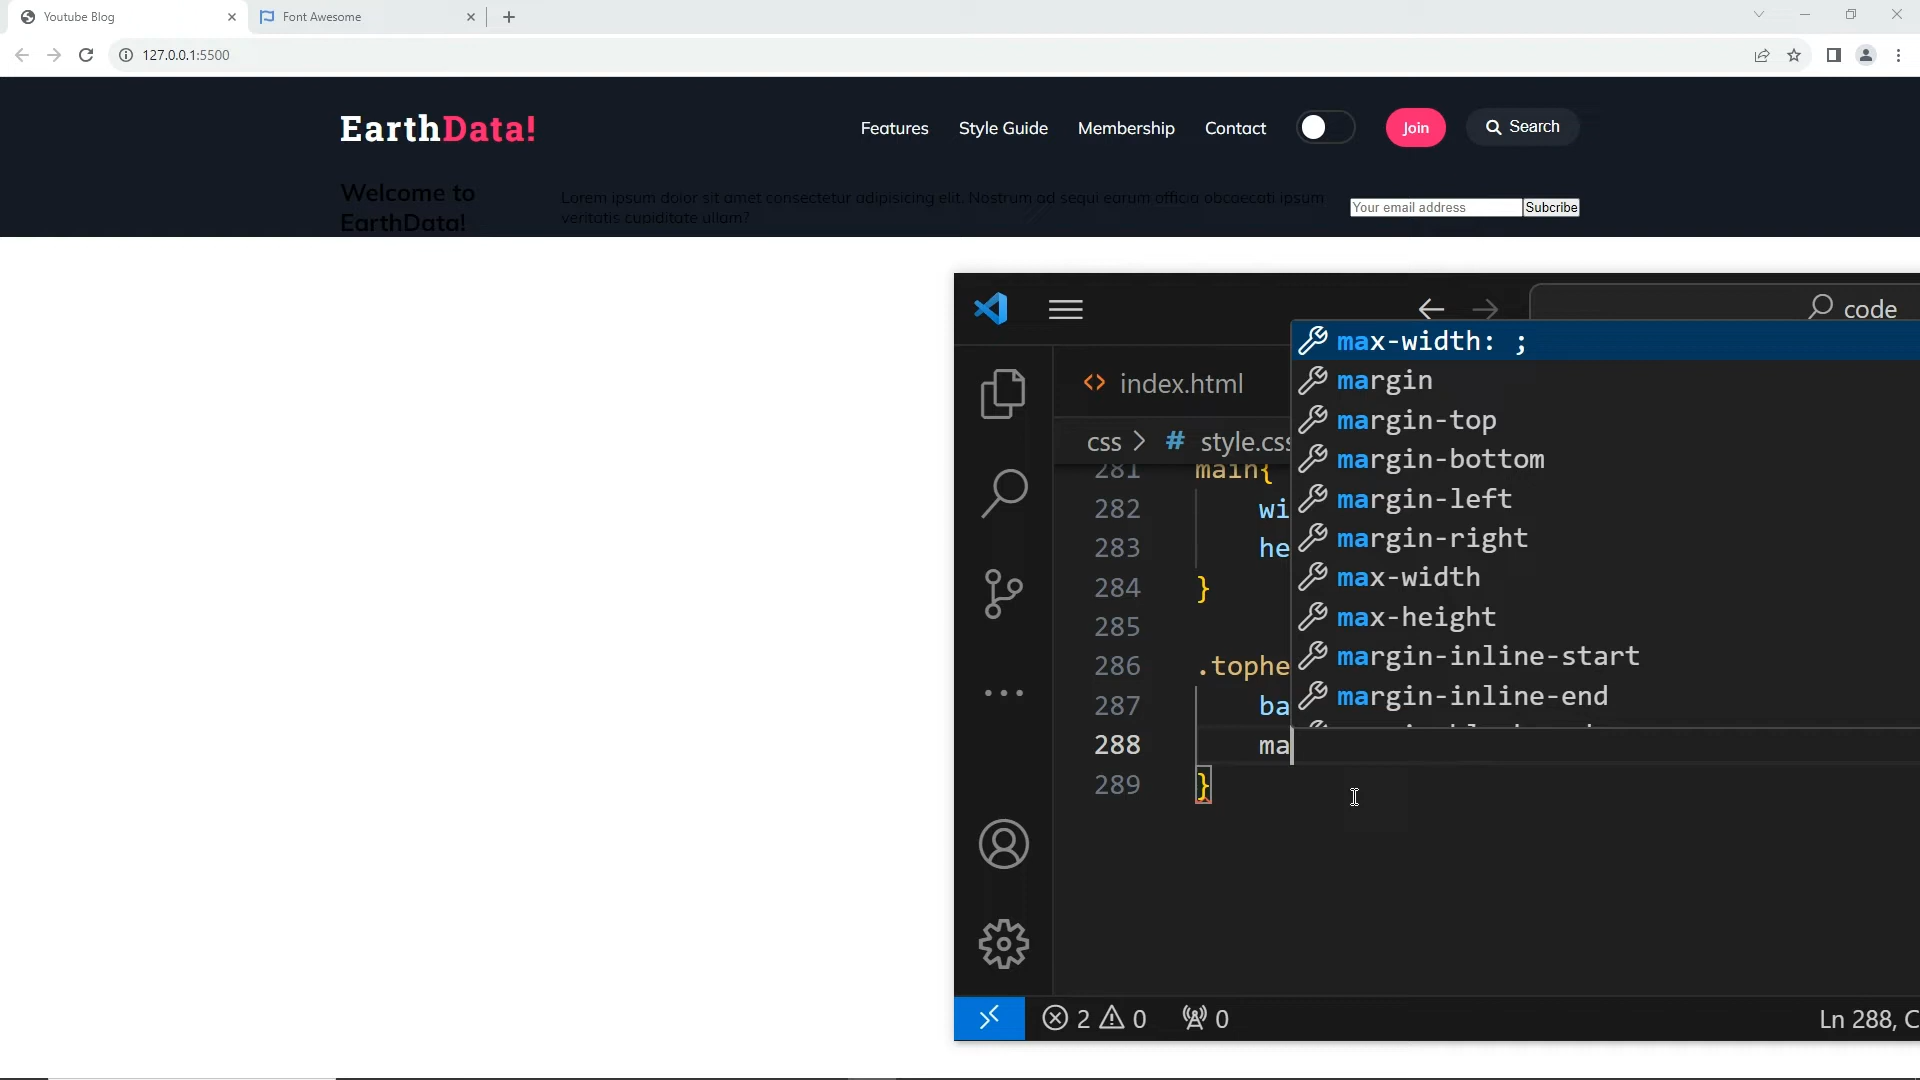 Youtube Blog
Font Awesome
127.0.0.1:5500
EarthData!
Features
Style Guide
Membership
Contact
Join
Search
Welcome to
EarthData!
Lorem ipsum dolor sit amet consectetur adipisicing elit. Nostrum ad sequi earum officia obcaecati ipsum
veritatis cupiditate ullam?
Your email address
Subcribe
code
index.html
css > # style.css
281 main{
282 wi
283 he
284 }
285
286 .tophe
287 ba
288 ma
289 }
max-width: ;
margin
margin-top
margin-bottom
margin-left
margin-right
max-width
max-height
margin-inline-start
margin-inline-end
2 0 0
Ln 288, C